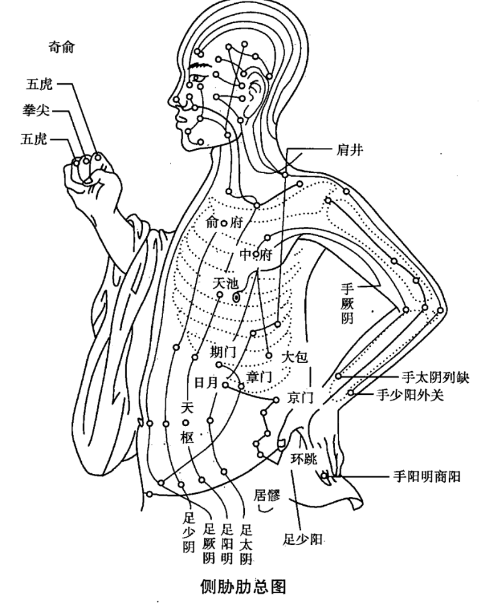 奇俞
五虎
拳尖
五虎
肩井
俞府
中府
天池
手厥阴
期门
大包
日月
章门
京门
手太阴列缺
手少阳外关
天枢
环跳
手阳明商阳
居髎
足少阴
足厥阴
足阳明
足太阴
足少阳
侧胁肋总图